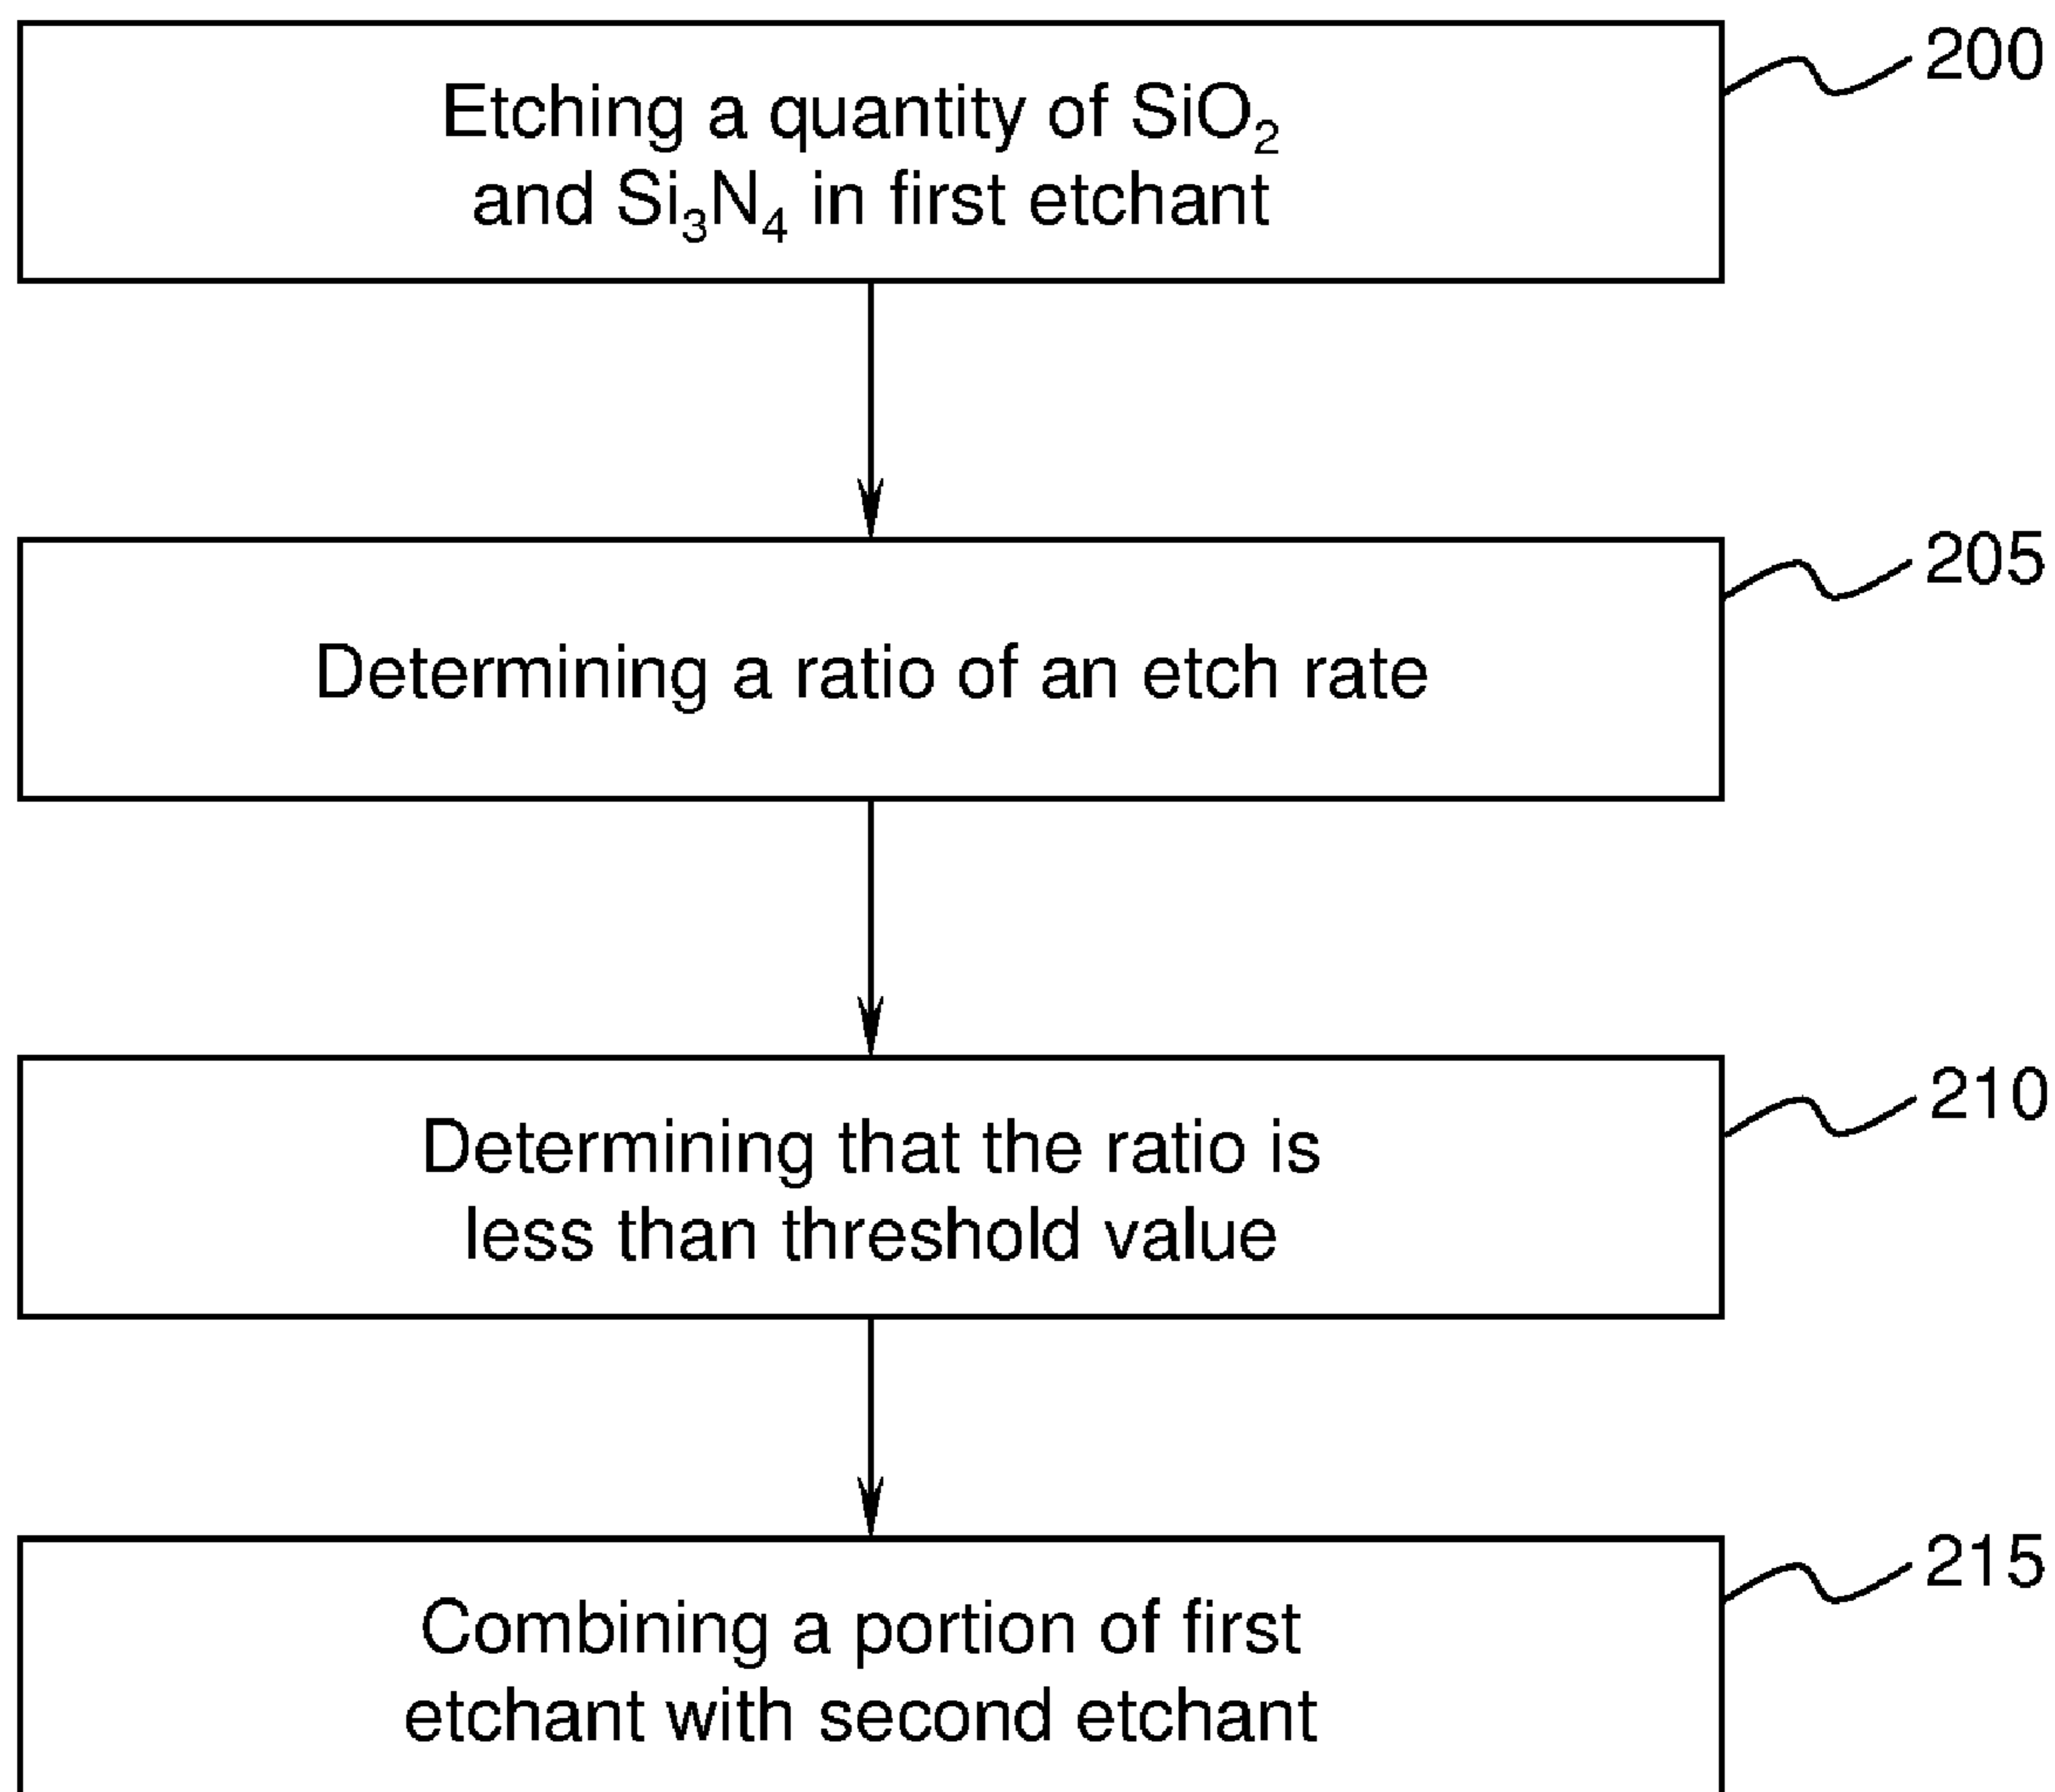 Etching a quantity of SiO₂
and Si₃N₄ in first etchant
200
Determining a ratio of an etch rate
205
Determining that the ratio is
less than threshold value
210
Combining a portion of first
etchant with second etchant
215